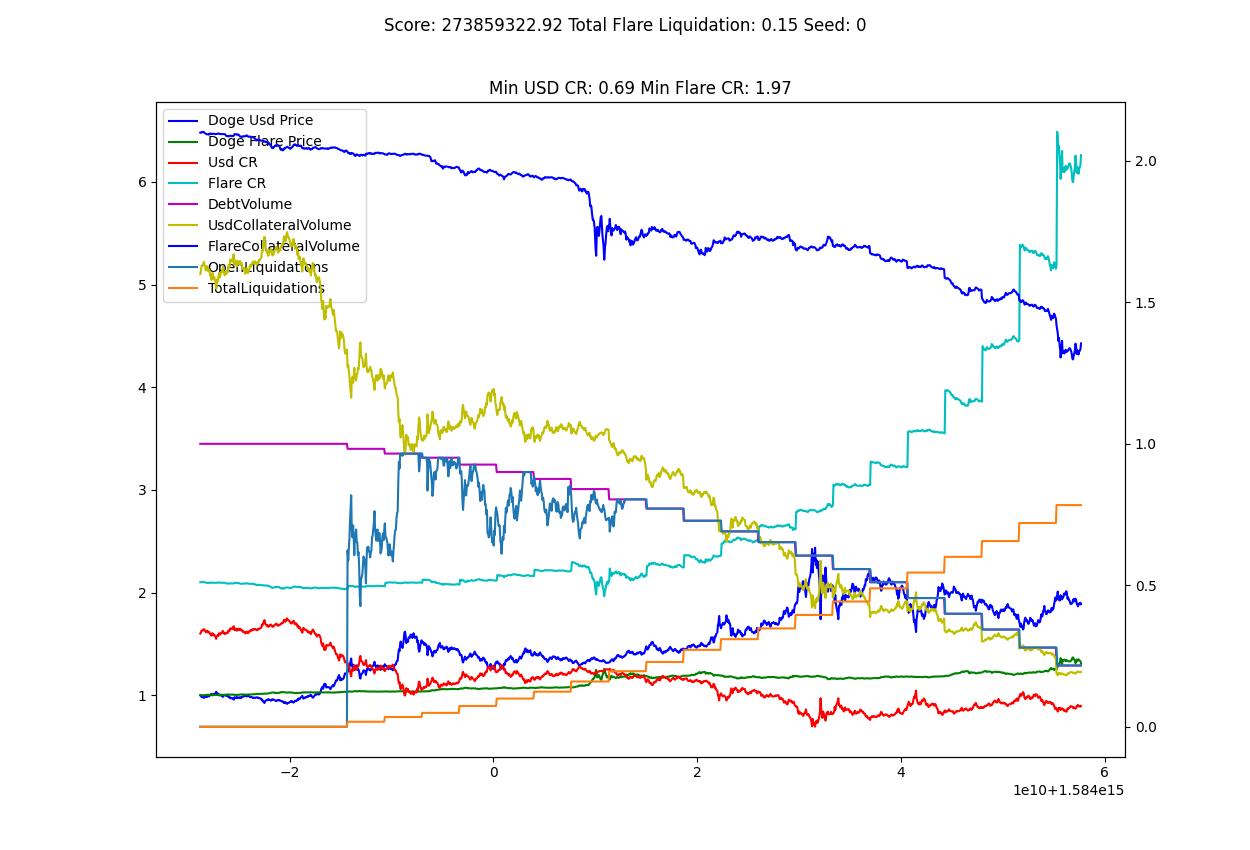 Score: 273859322.92 Total Flare Liquidation: 0.15 Seed: 0
Min USD CR: 0.69 Min Flare CR: 1.97
Doge Usd Price
Doge Flare Price
Usd CR
Flare CR
DebtVolume
UsdCollateralVolume
FlareCollateralVolume
OpenLiquidations
TotalLiquidations
6
5
4
3
2
1
2.0
1.5
1.0
0.5
0.0
−2
0
2
4
6
1e10+1.584e15